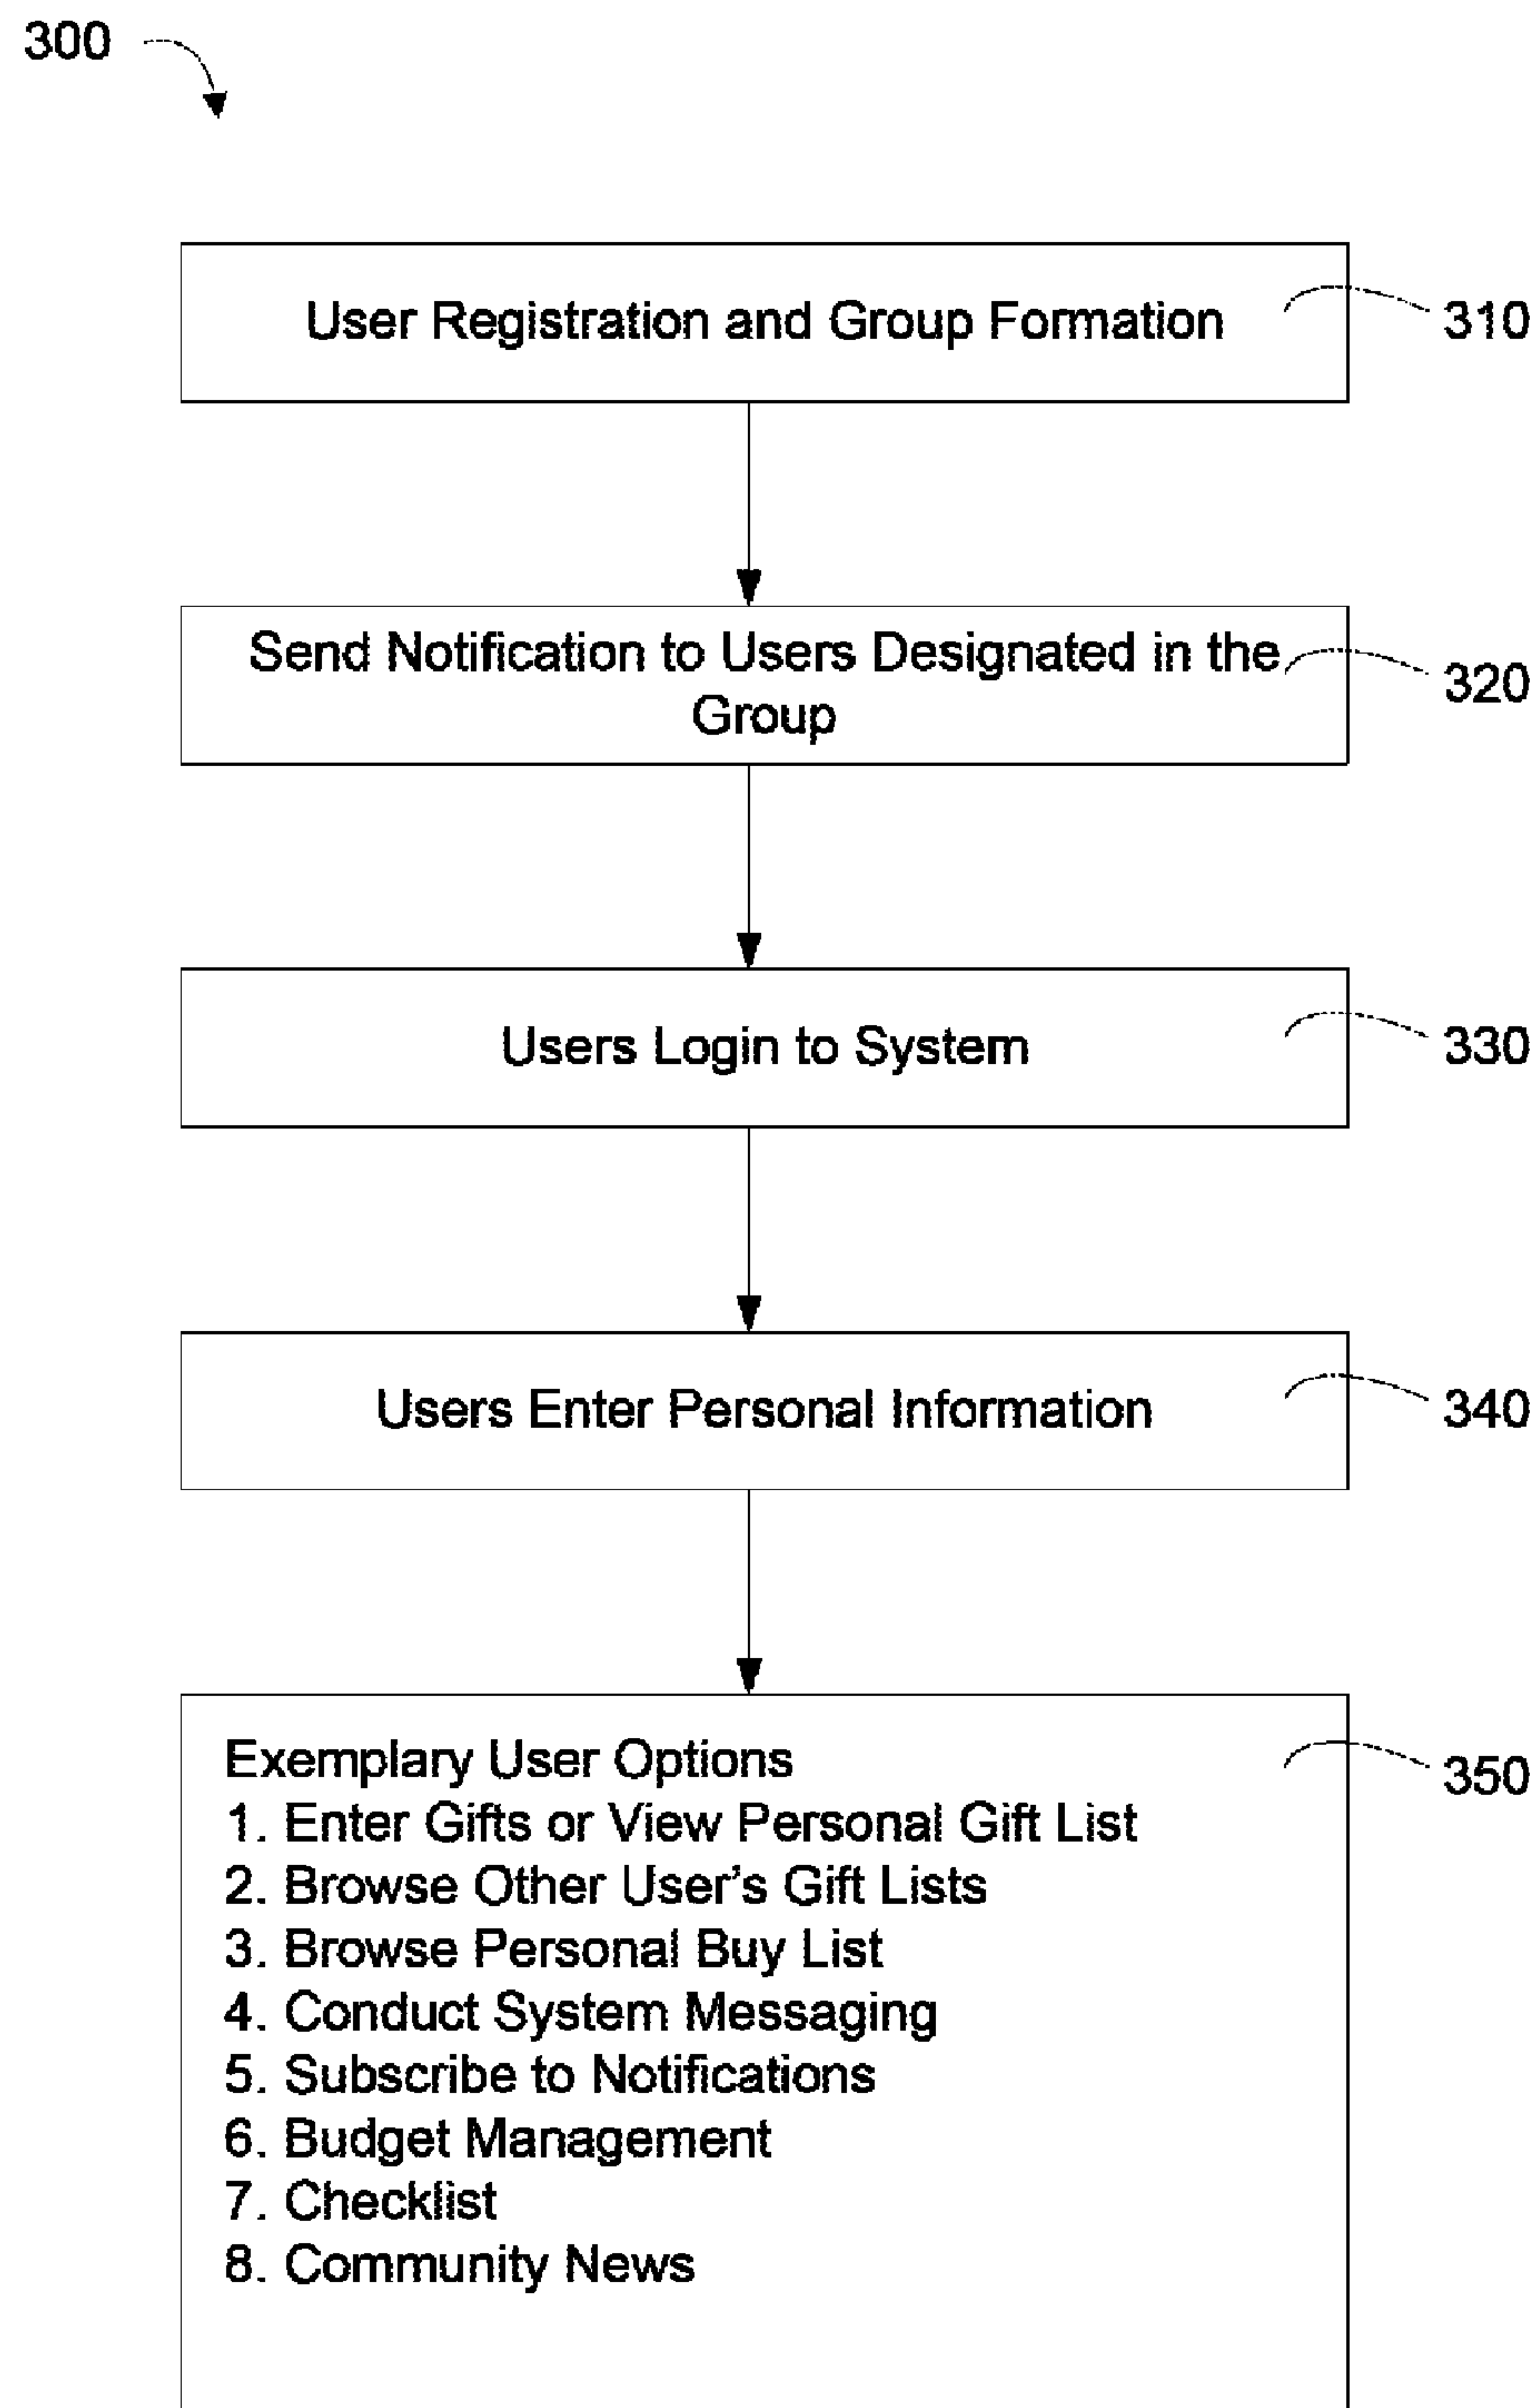 300
User Registration and Group Formation
310
Send Notification to Users Designated in the
Group
320
Users Login to System
330
Users Enter Personal Information
340
Exemplary User Options
350
1. Enter Gifts or View Personal Gift List
2. Browse Other User's Gift Lists
3. Browse Personal Buy List
4. Conduct System Messaging
5. Subscribe to Notifications
6. Budget Management
7. Checklist
8. Community News